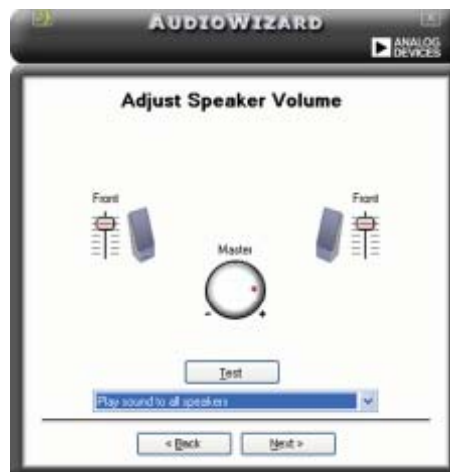 AUDIOWIZARD
ANALOG
DEVICES
Adjust Speaker Volume
Front
Front
Master
- +
Test
Play sound to all speakers
< Back Next >